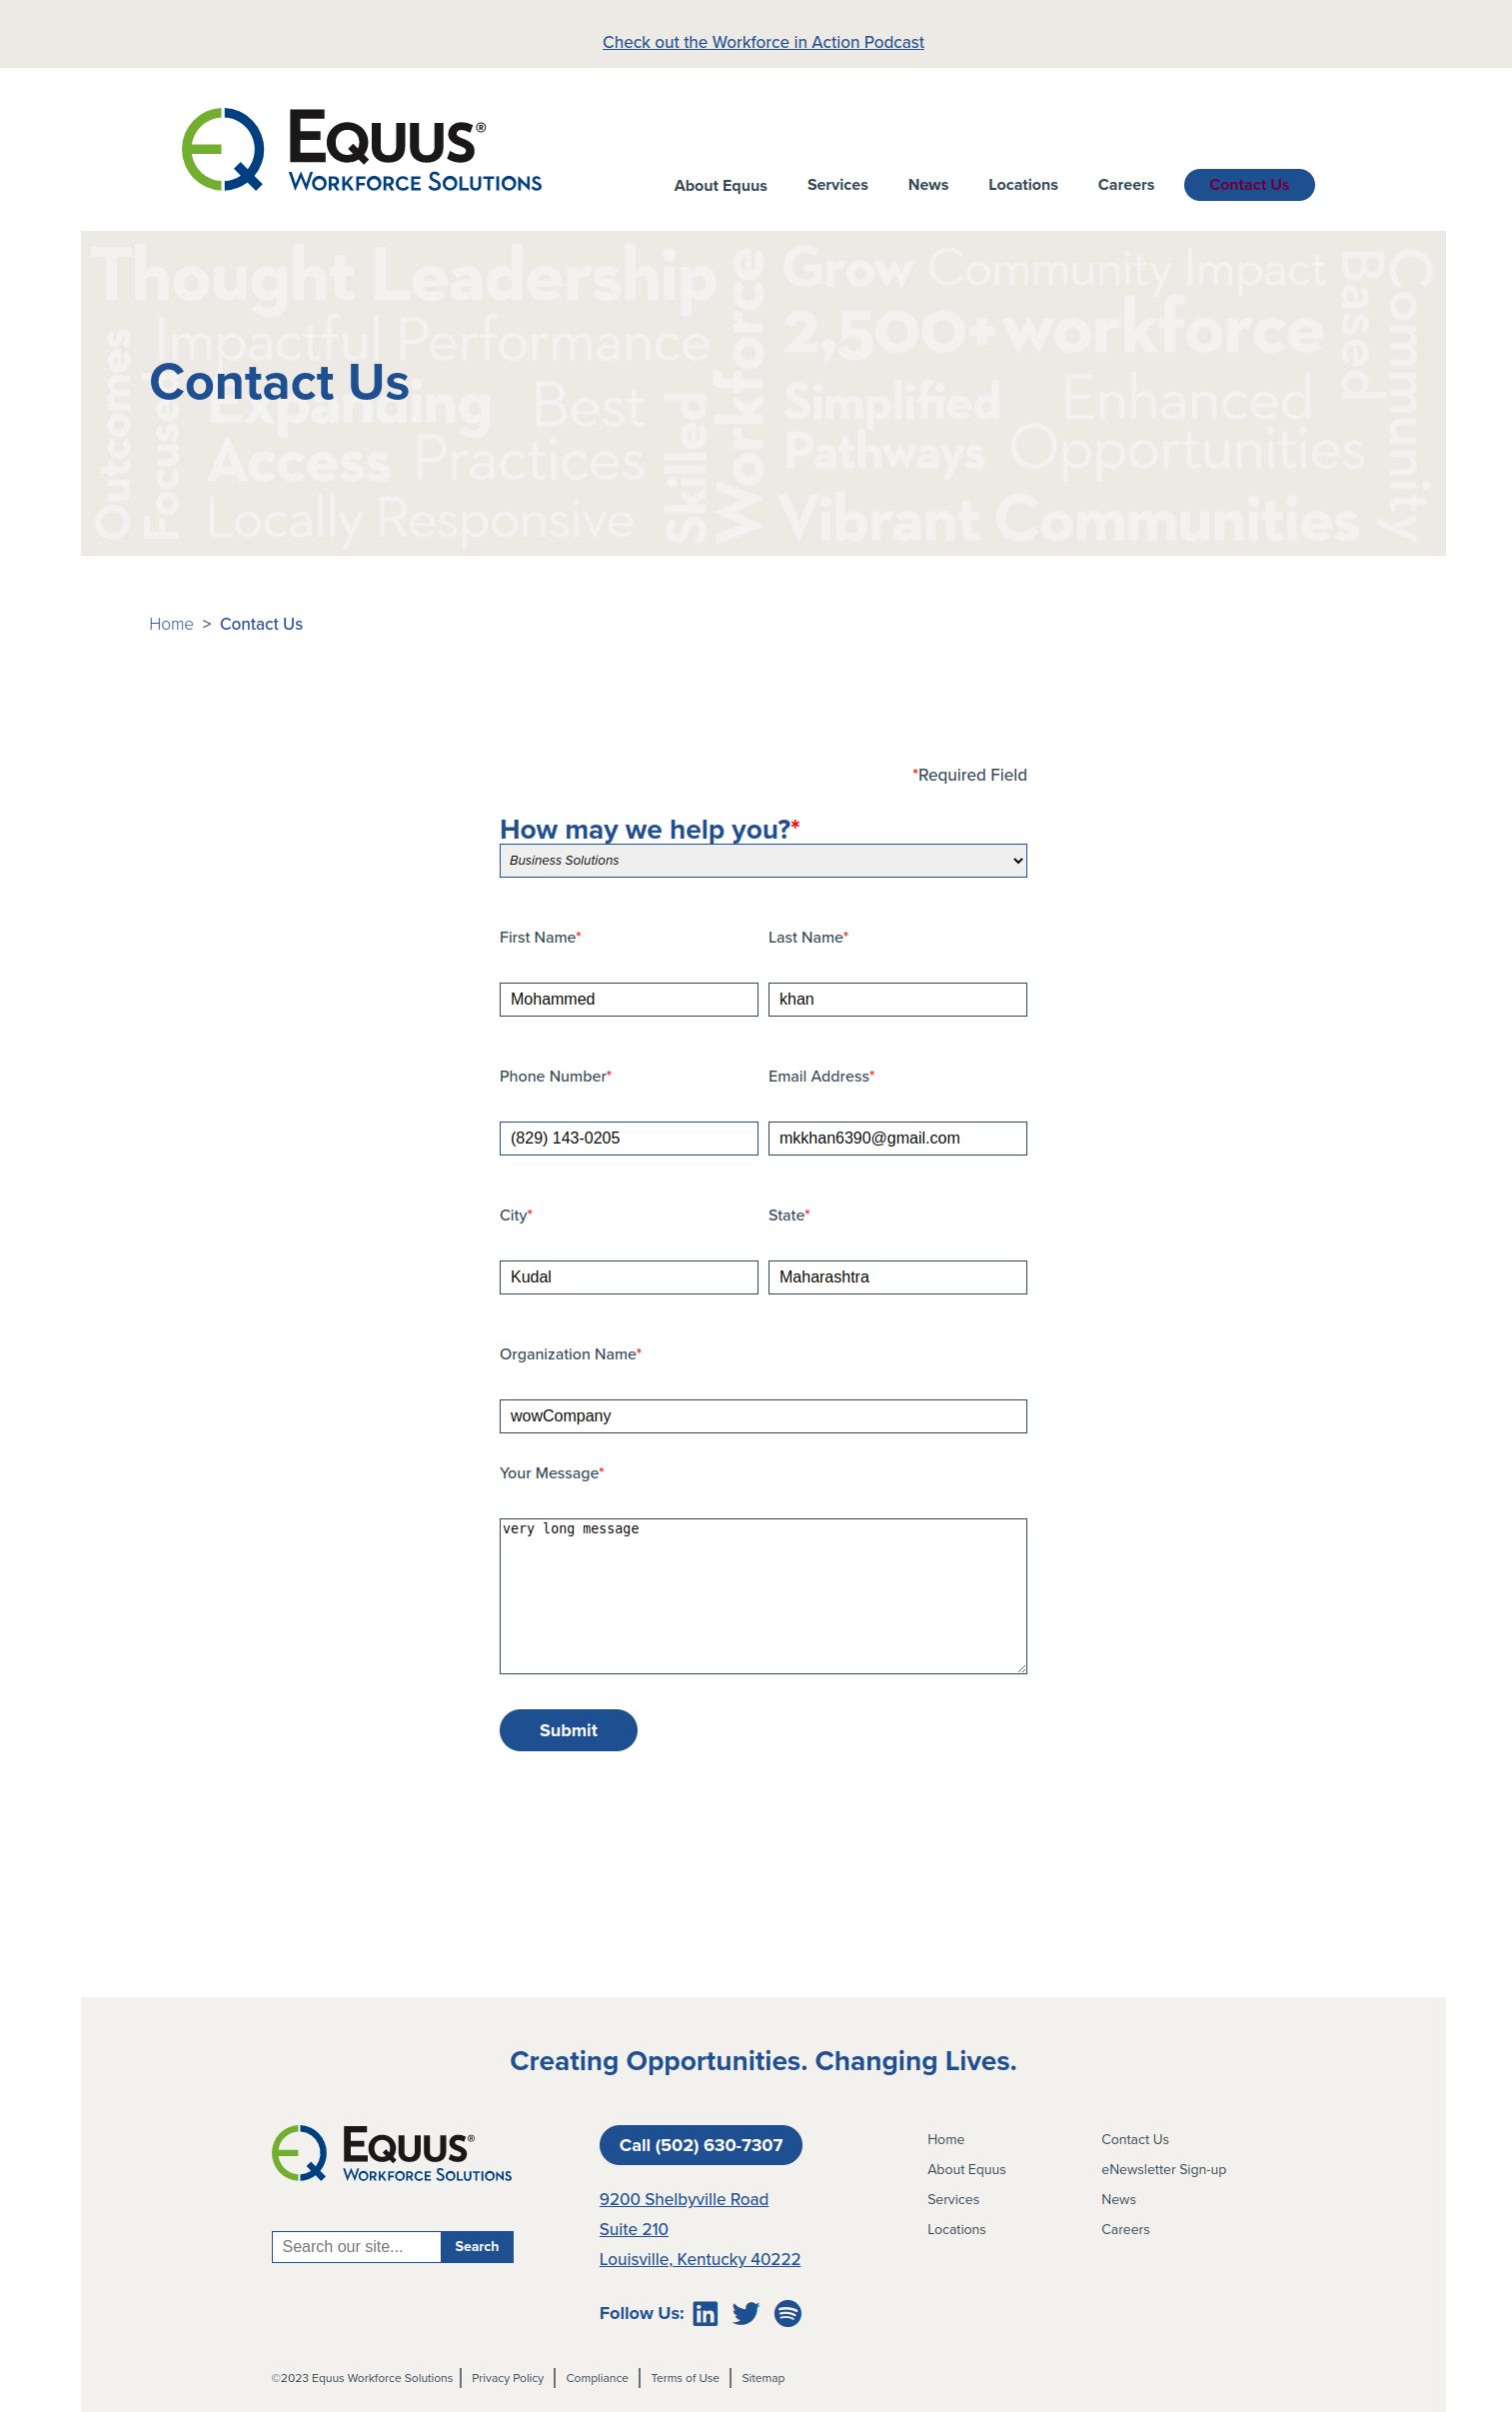 Check out the Workforce in Action Podcast
EQUUS®
WORKFORCE SOLUTIONS
About Equus Services News Locations Careers Contact Us
Thought Leadership
Impactful Performance
Outcomes
Focused
Expanding
Access
Best
Practices
Locally Responsive
Skilled
Workforce
Grow Community Impact
2,500+ workforce
Simplified
Pathways
Enhanced
Opportunities
Vibrant Communities
Based
Community
Contact Us
Home > Contact Us
*Required Field
How may we help you?*
Business Solutions
First Name* Last Name*
Mohammed khan
Phone Number* Email Address*
(829) 143-0205 mkkhan6390@gmail.com
City* State*
Kudal Maharashtra
Organization Name*
wowCompany
Your Message*
very long message
Submit
Creating Opportunities. Changing Lives.
EQUUS®
WORKFORCE SOLUTIONS
Search our site... Search
Call (502) 630-7307
9200 Shelbyville Road
Suite 210
Louisville, Kentucky 40222
Follow Us:
Home
About Equus
Services
Locations
Contact Us
eNewsletter Sign-up
News
Careers
©2023 Equus Workforce Solutions Privacy Policy Compliance Terms of Use Sitemap